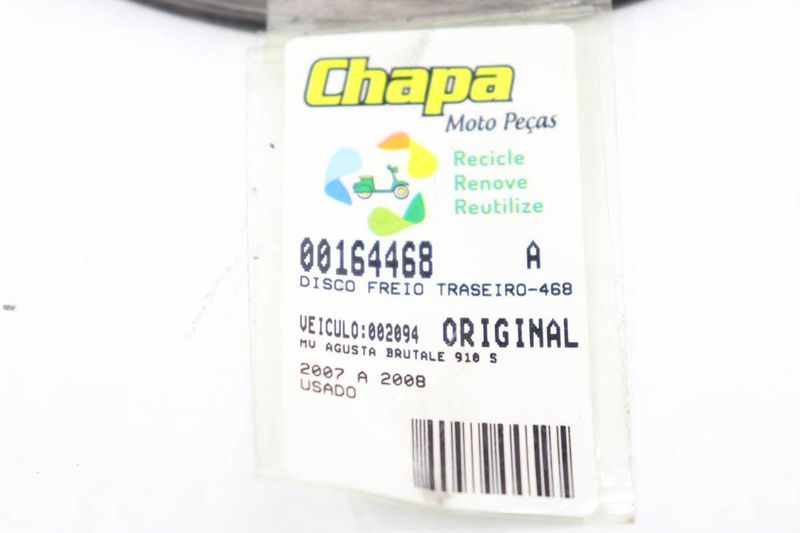 Chapa
Moto Peças
Recicle
Renove
Reutilize
00164468 A
DISCO FREIO TRASEIRO-468
VEICULO:002094 ORIGINAL
MV AGUSTA BRUTALE 910 S
2007 A 2008
USADO